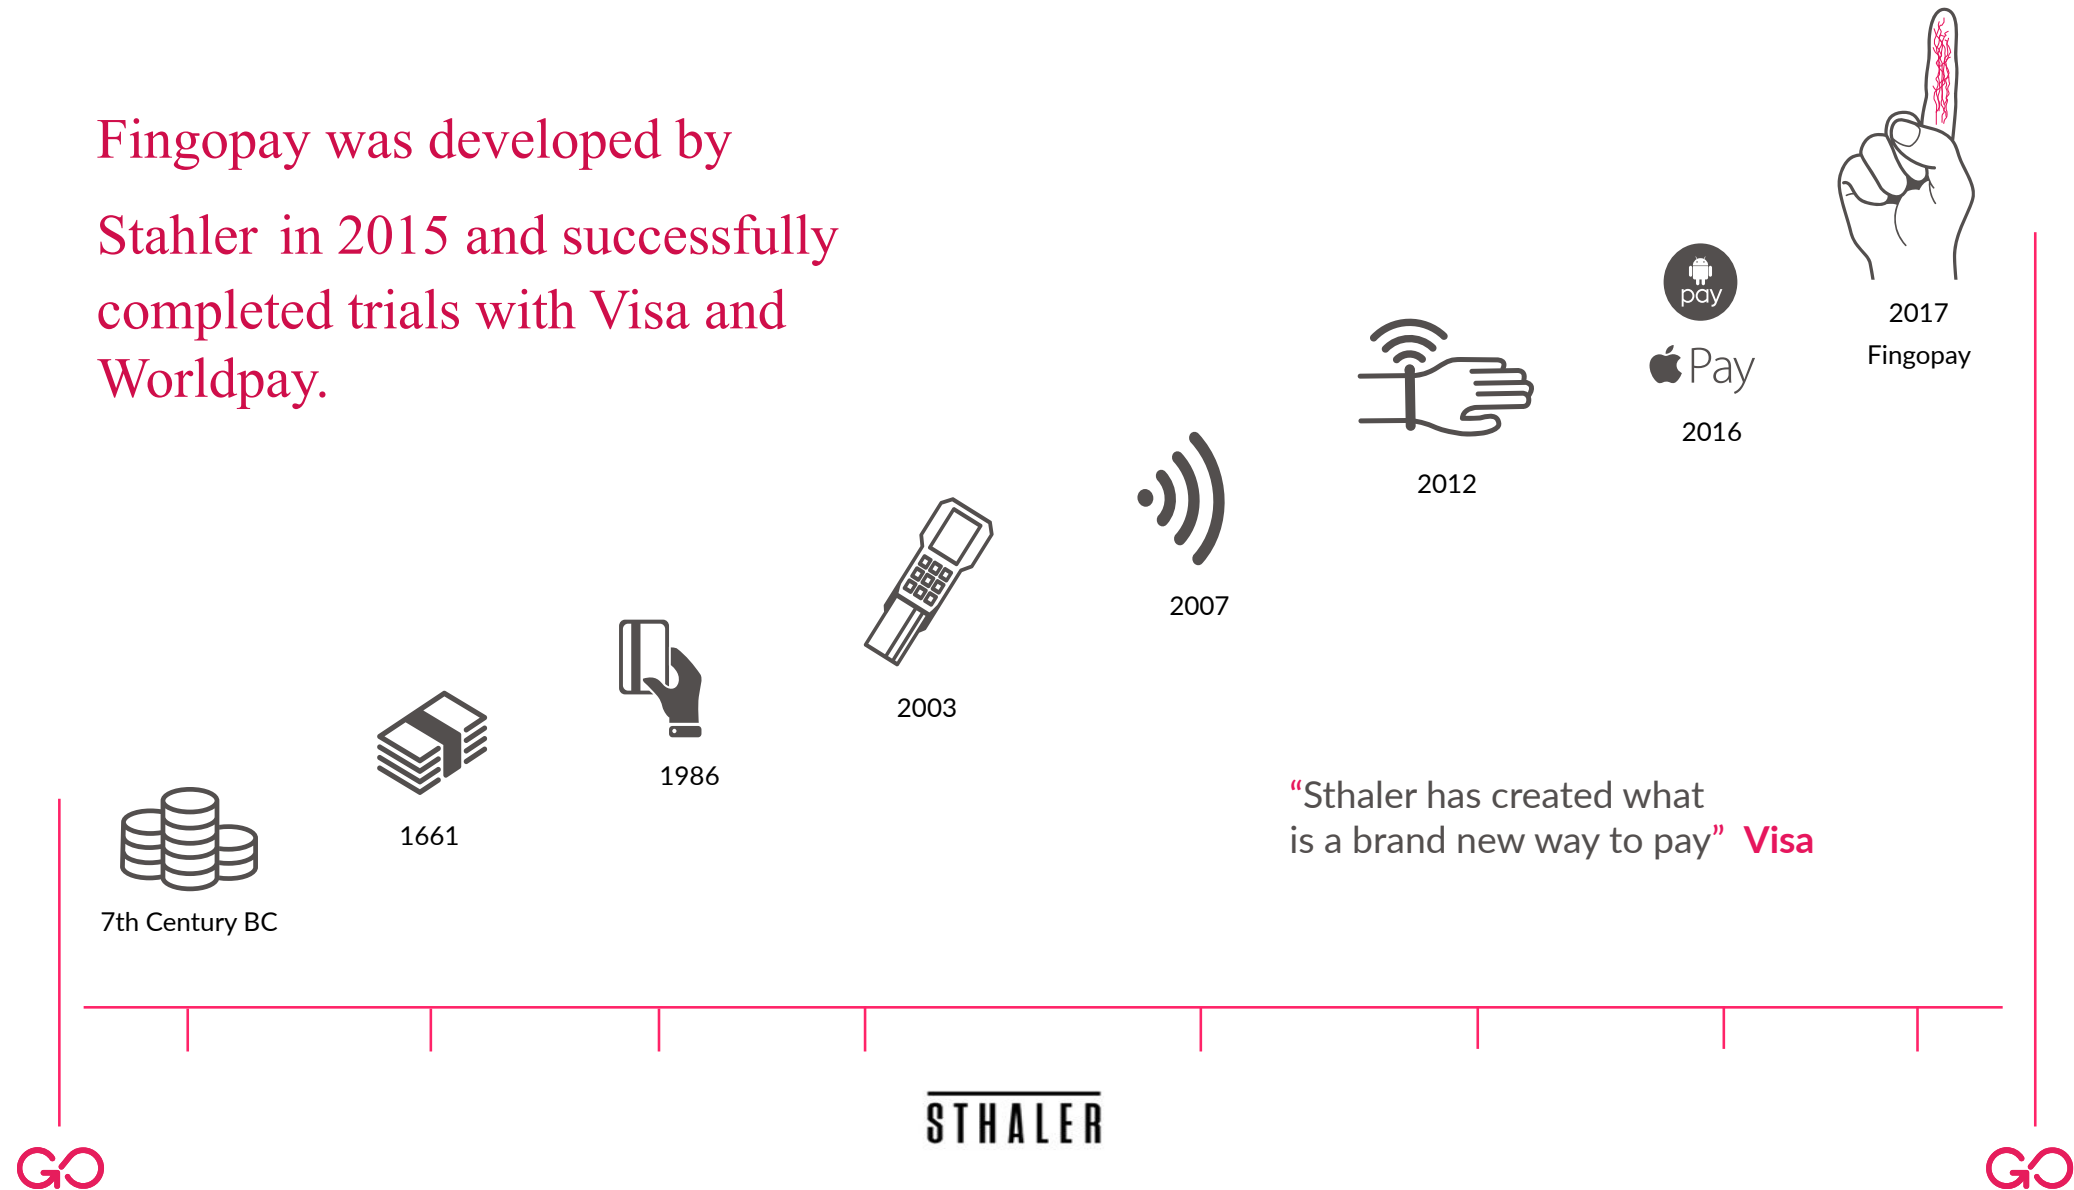 Fingopay was developed by
Stahler in 2015 and successfully
completed trials with Visa and
Worldpay.
pay
Pay
2017
Fingopay
2016
2012
2007
2003
1986
1661
7th Century BC
“Sthaler has created what
is a brand new way to pay” Visa
STHALER
GO
GO